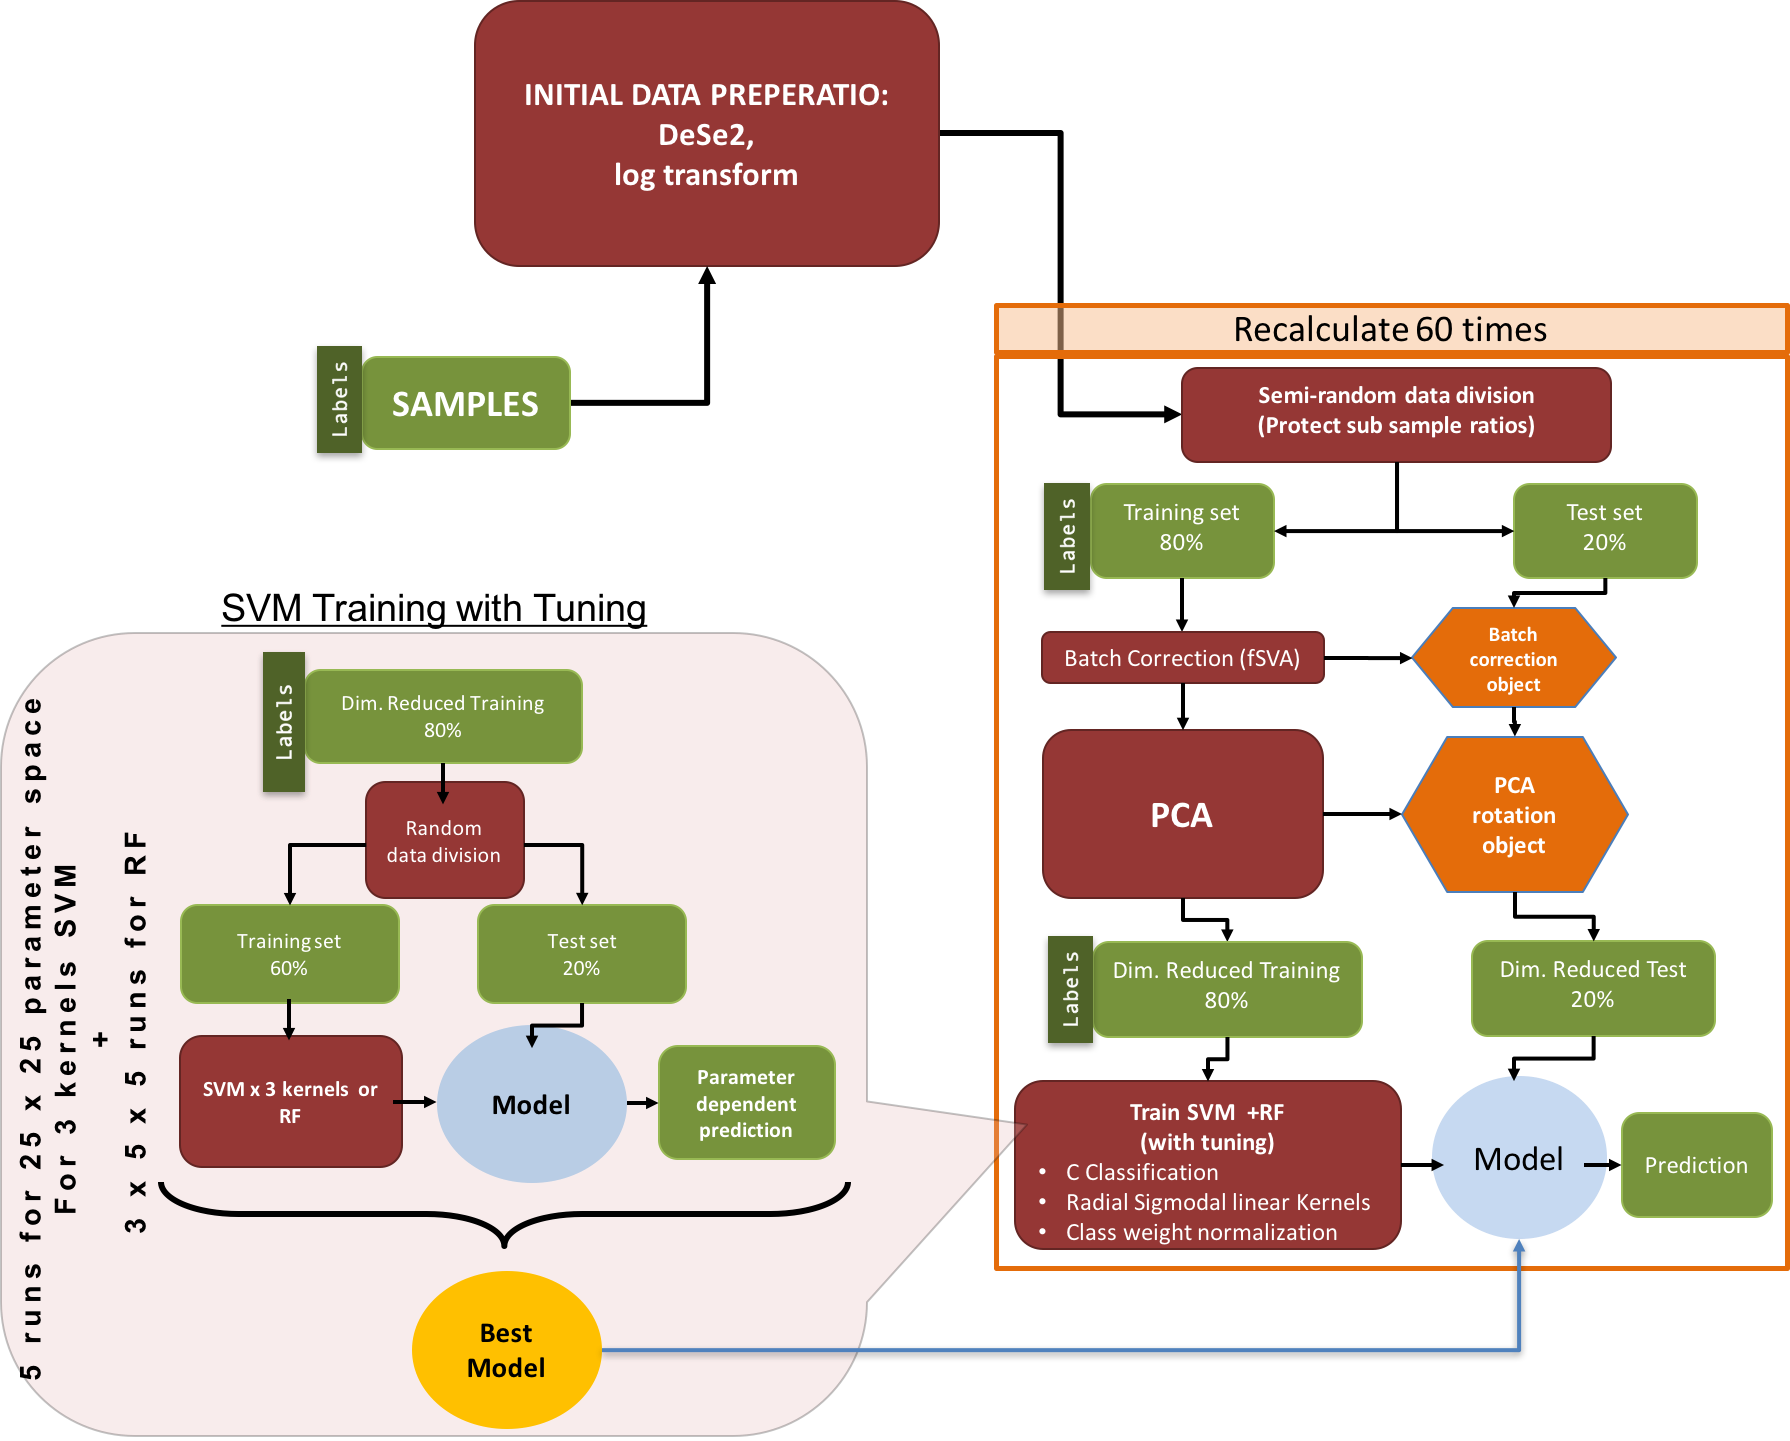 INITIAL DATA PREPERATIO:
DeSe2,
log transform
Labels
SAMPLES
Recalculate 60 times
Semi-random data division
(Protect sub sample ratios)
Labels
Training set
80%
Test set
20%
Batch Correction (fSVA)
Batch
correction
object
PCA
PCA
rotation
object
Labels
Dim. Reduced Training
80%
Dim. Reduced Test
20%
Train SVM +RF
(with tuning)
• C Classification
• Radial Sigmodal linear Kernels
• Class weight normalization
Model
Prediction
SVM Training with Tuning
5 runs for 25 x 25 parameter space
For 3 kernels SVM
+
3 x 5 x 5 runs for RF
Labels
Dim. Reduced Training
80%
Random
data division
Training set
60%
Test set
20%
SVM x 3 kernels or
RF
Model
Parameter
dependent
prediction
Best
Model